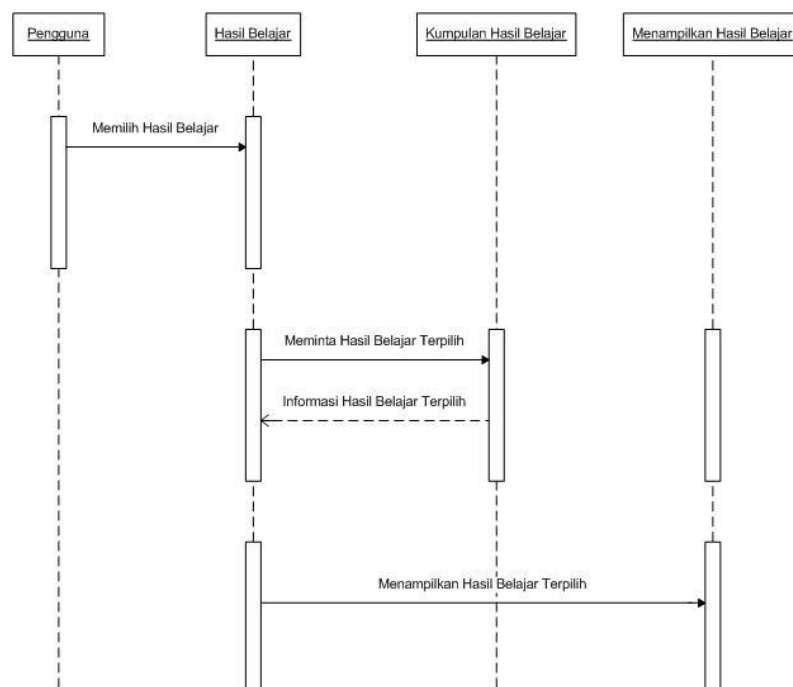 Pengguna
Hasil Belajar
Kumpulan Hasil Belajar
Menampilkan Hasil Belajar
Memilih Hasil Belajar
Meminta Hasil Belajar Terpilih
Informasi Hasil Belajar Terpilih
Menampilkan Hasil Belajar Terpilih